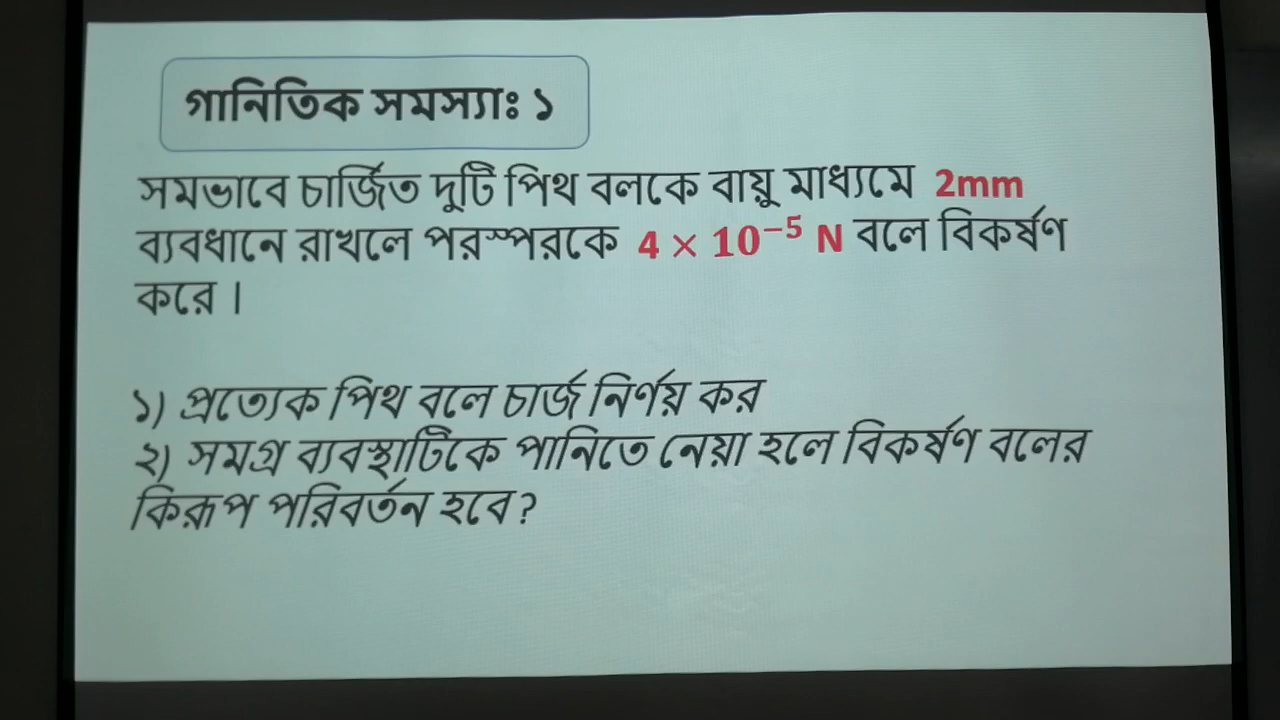 গানিতিক সমস্যাঃ ১
সমভাবে চার্জিত দুটি পিথ বলকে বায়ু মাধ্যমে 2mm
ব্যবধানে রাখলে পরস্পরকে 4 × 10⁻⁵ N বলে বিকর্ষণ
করে।
১) প্রত্যেক পিথ বলে চার্জ নির্ণয় কর
২) সমগ্র ব্যবস্থাটিকে পানিতে নেয়া হলে বিকর্ষণ বলের
কিরূপ পরিবর্তন হবে?